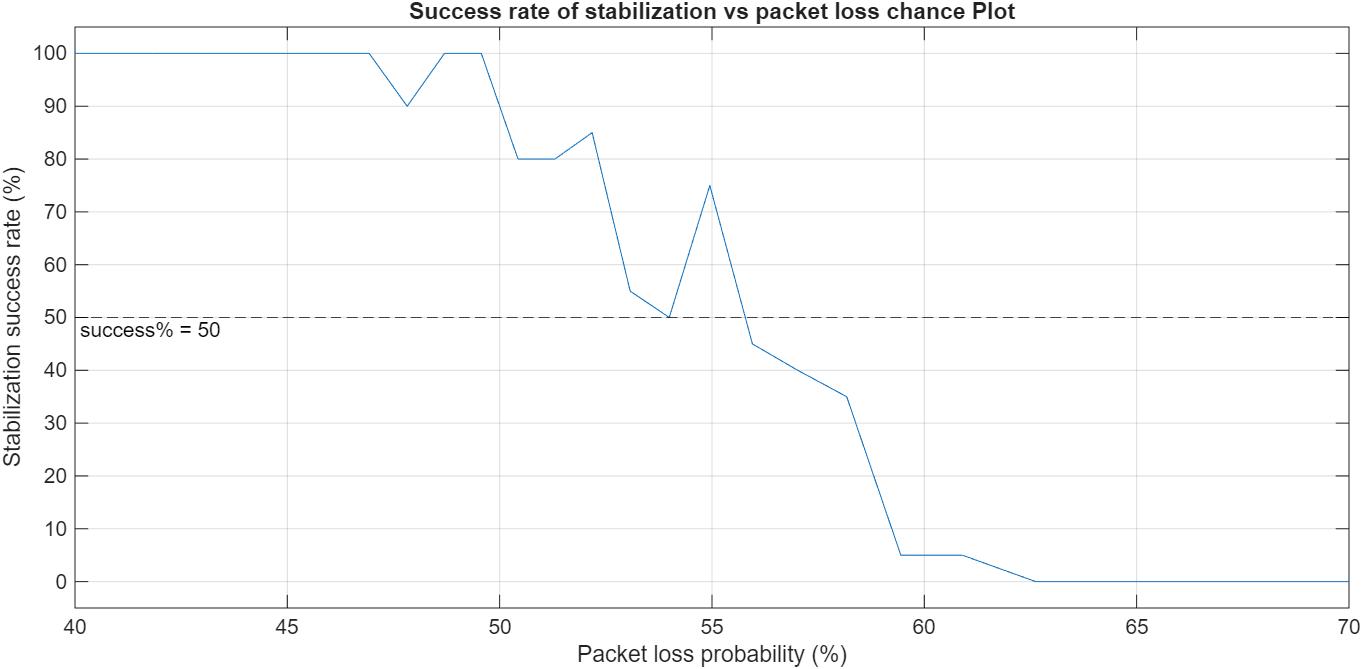 Success rate of stabilization vs packet loss chance Plot
Stabilization success rate (%)
100
90
80
70
60
50
40
30
20
10
0
success% = 50
40 45 50 55 60 65 70
Packet loss probability (%)